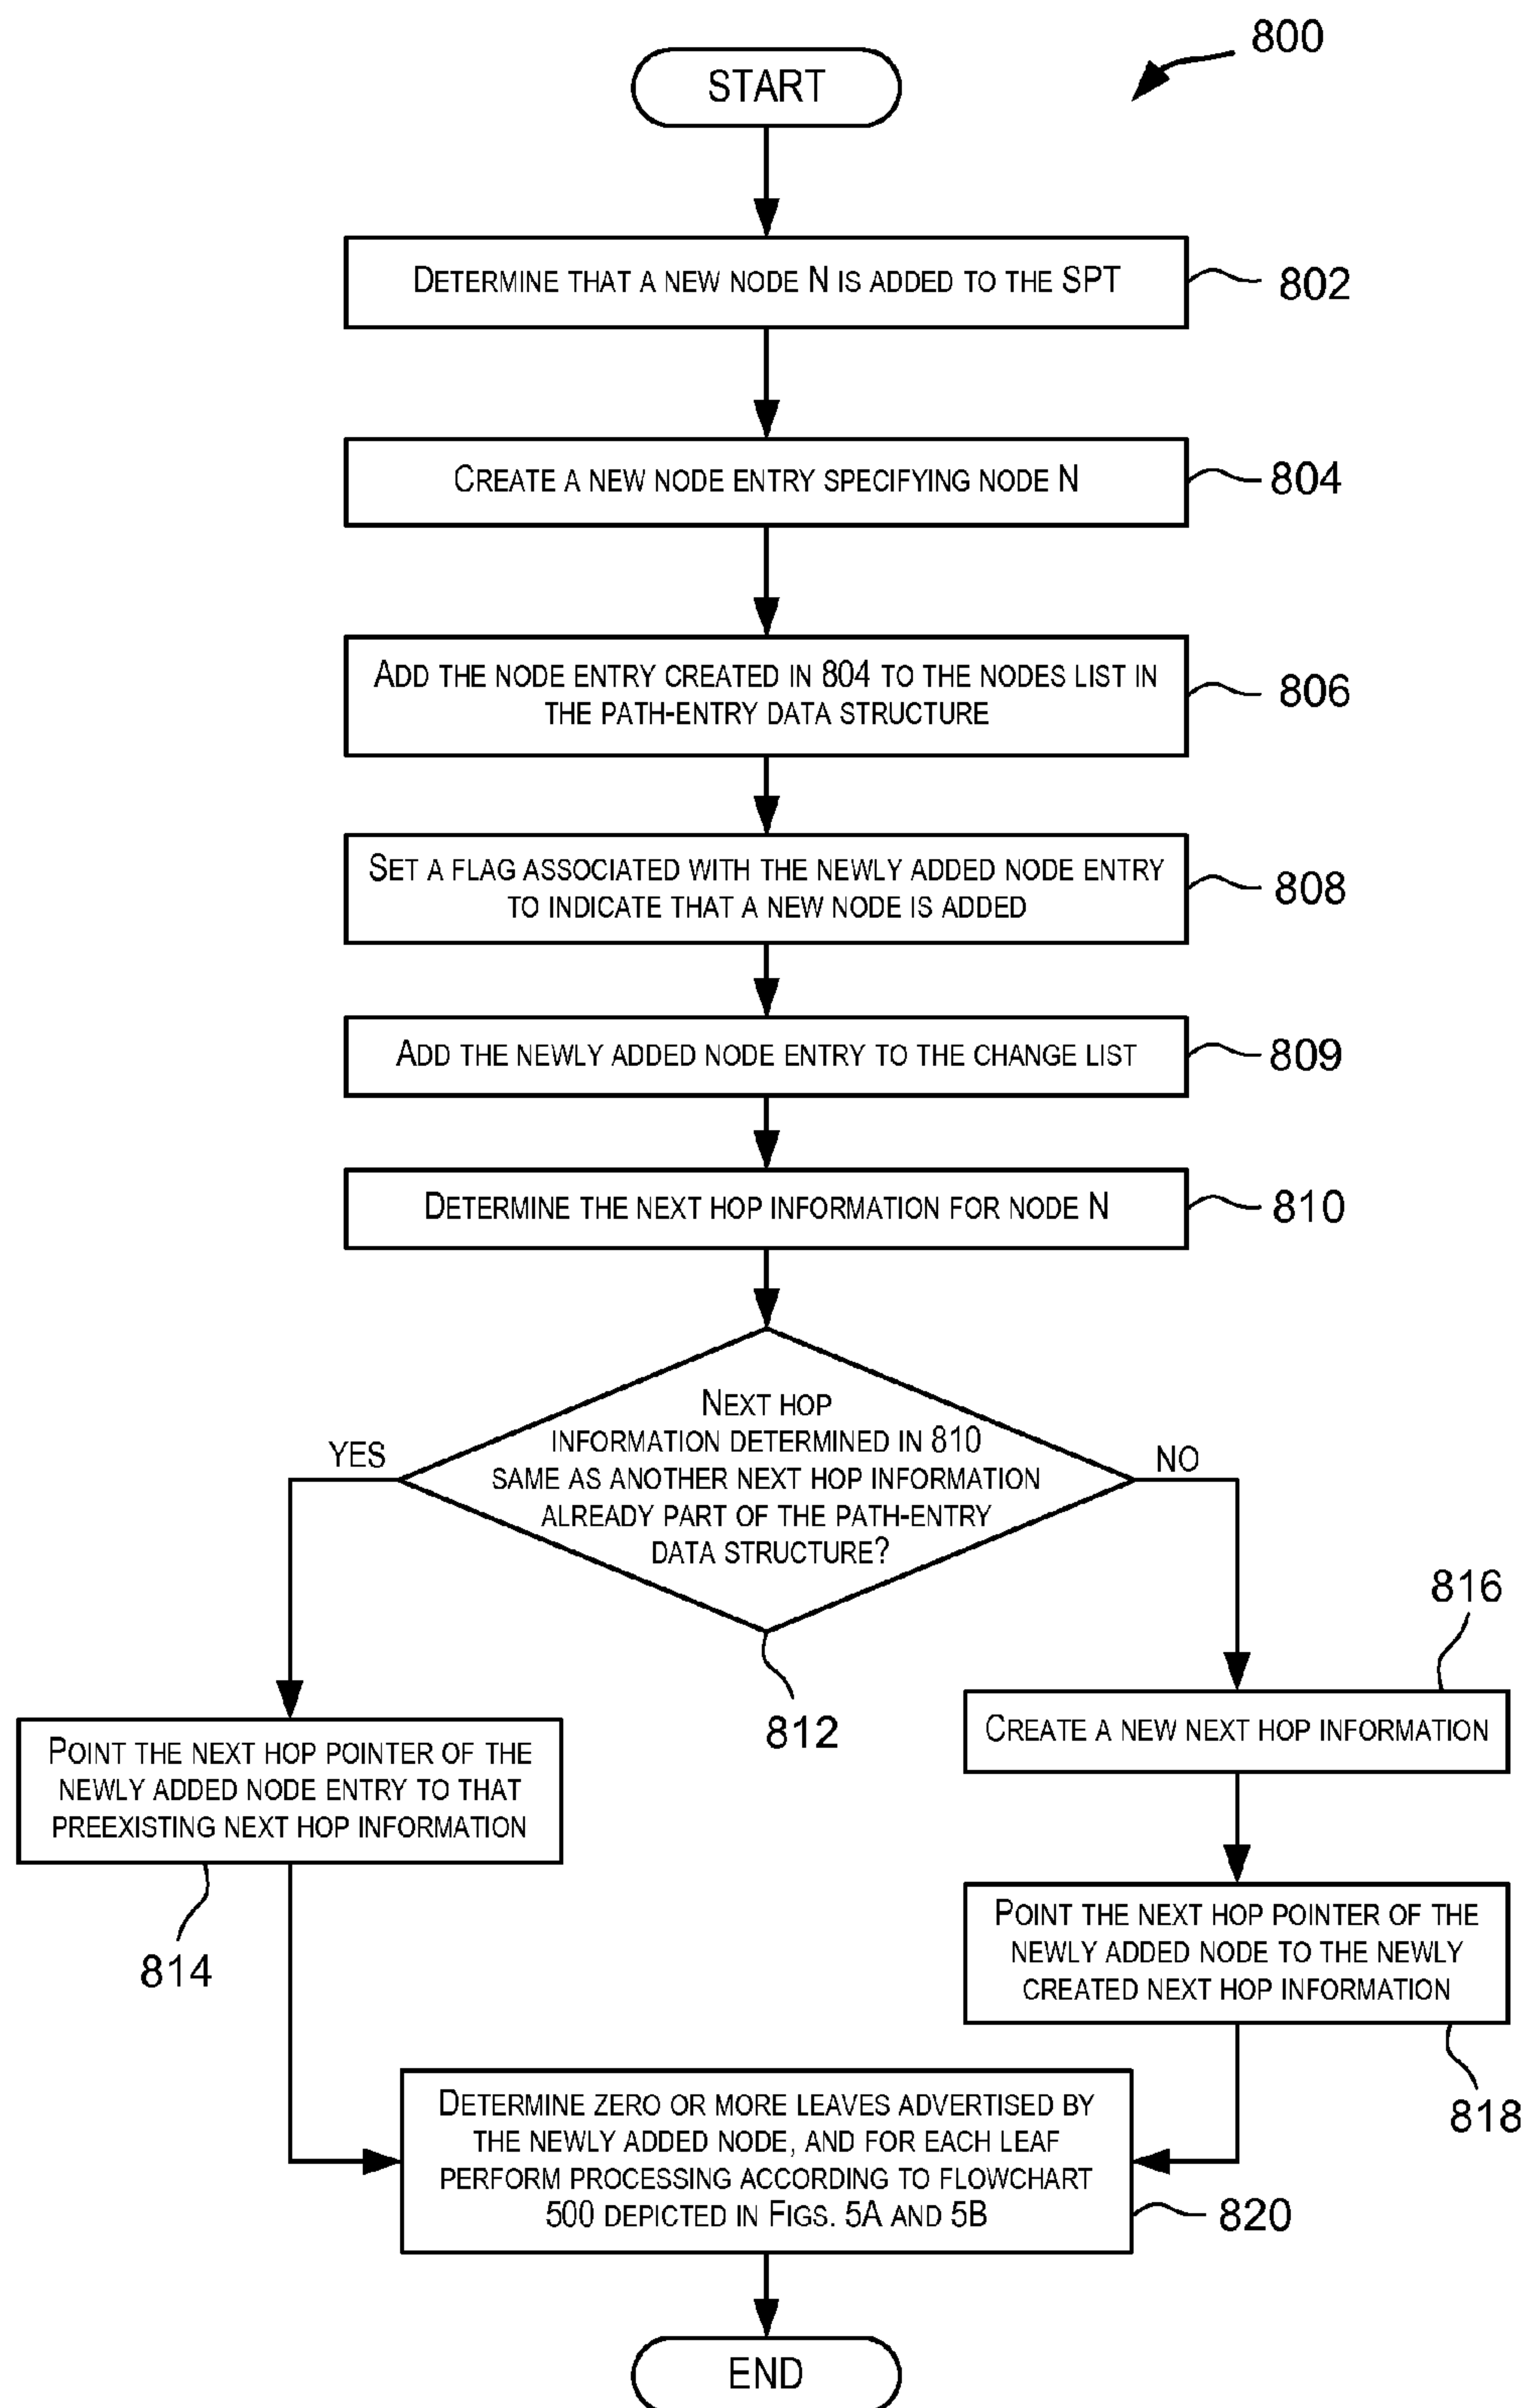 800
START
DETERMINE THAT A NEW NODE N IS ADDED TO THE SPT
802
CREATE A NEW NODE ENTRY SPECIFYING NODE N
804
ADD THE NODE ENTRY CREATED IN 804 TO THE NODES LIST IN
THE PATH-ENTRY DATA STRUCTURE
806
SET A FLAG ASSOCIATED WITH THE NEWLY ADDED NODE ENTRY
TO INDICATE THAT A NEW NODE IS ADDED
808
ADD THE NEWLY ADDED NODE ENTRY TO THE CHANGE LIST
809
DETERMINE THE NEXT HOP INFORMATION FOR NODE N
810
NEXT HOP
INFORMATION DETERMINED IN 810
SAME AS ANOTHER NEXT HOP INFORMATION
ALREADY PART OF THE PATH-ENTRY
DATA STRUCTURE?
YES
NO
812
816
CREATE A NEW NEXT HOP INFORMATION
POINT THE NEXT HOP POINTER OF THE
NEWLY ADDED NODE ENTRY TO THAT
PREEXISTING NEXT HOP INFORMATION
814
POINT THE NEXT HOP POINTER OF THE
NEWLY ADDED NODE TO THE NEWLY
CREATED NEXT HOP INFORMATION
818
DETERMINE ZERO OR MORE LEAVES ADVERTISED BY
THE NEWLY ADDED NODE, AND FOR EACH LEAF
PERFORM PROCESSING ACCORDING TO FLOWCHART
500 DEPICTED IN FIGS. 5A AND 5B
820
END